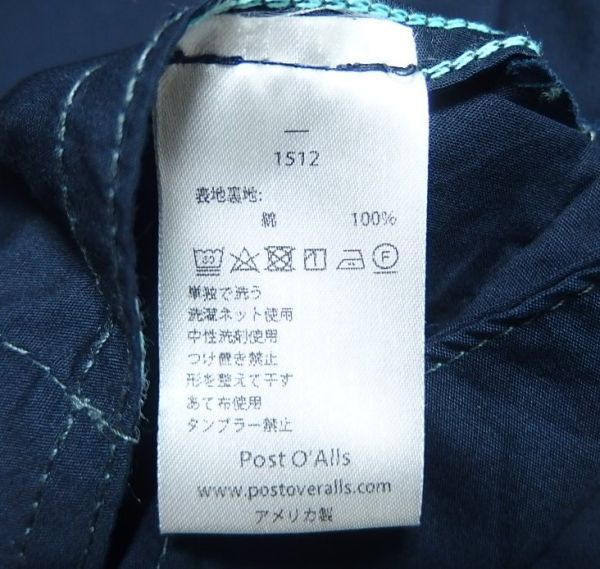 1512
表地裏地:
綿 100%
30 F
単独で洗う
洗濯ネット使用
中性洗剤使用
つけ置き禁止
形を整えて干す
あて布使用
タンブラー禁止
Post O'Alls
www.postoveralls.com
アメリカ製